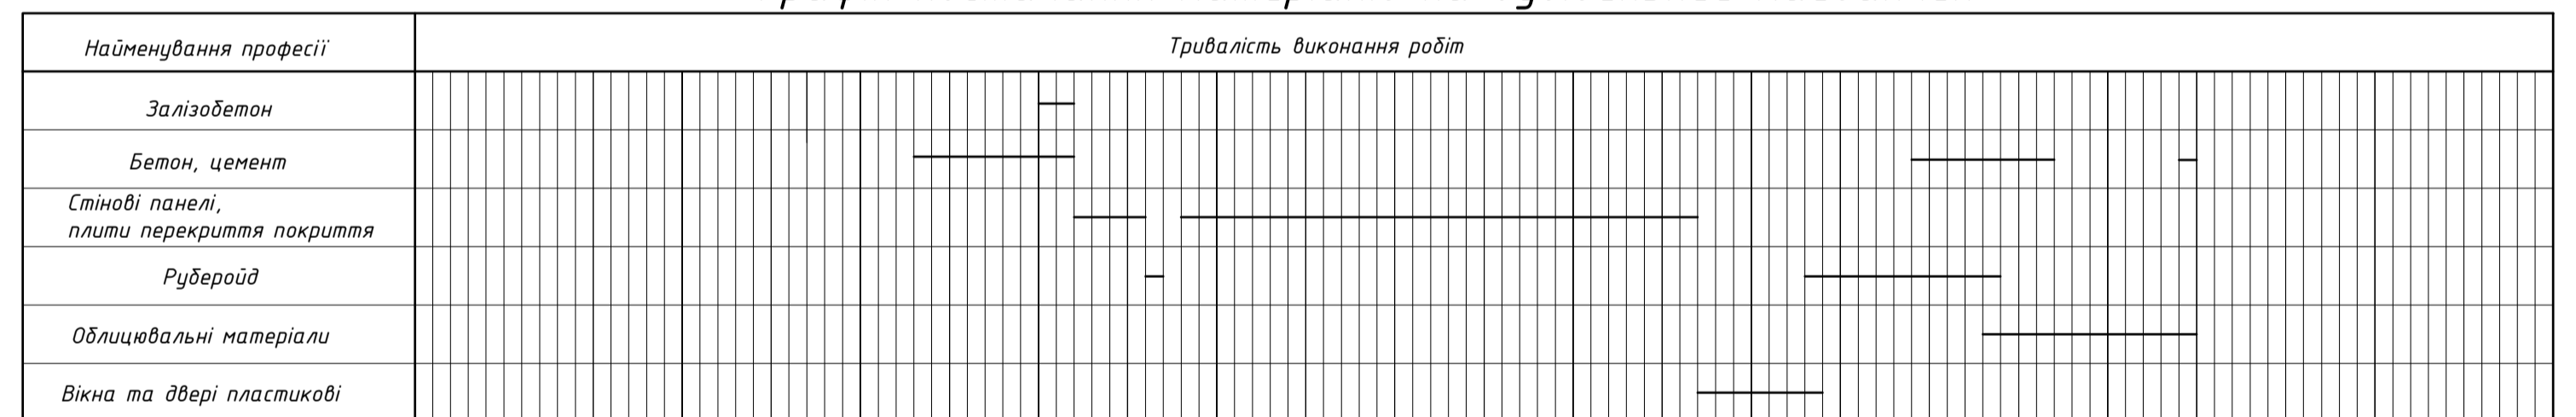 Найменування професії
Тривалість виконання робіт
Залізобетон
Бетон, цемент
Стінові панелі,
плити перекриття покриття
Рубероїд
Облицювальні матеріали
Вікна та двері пластикові